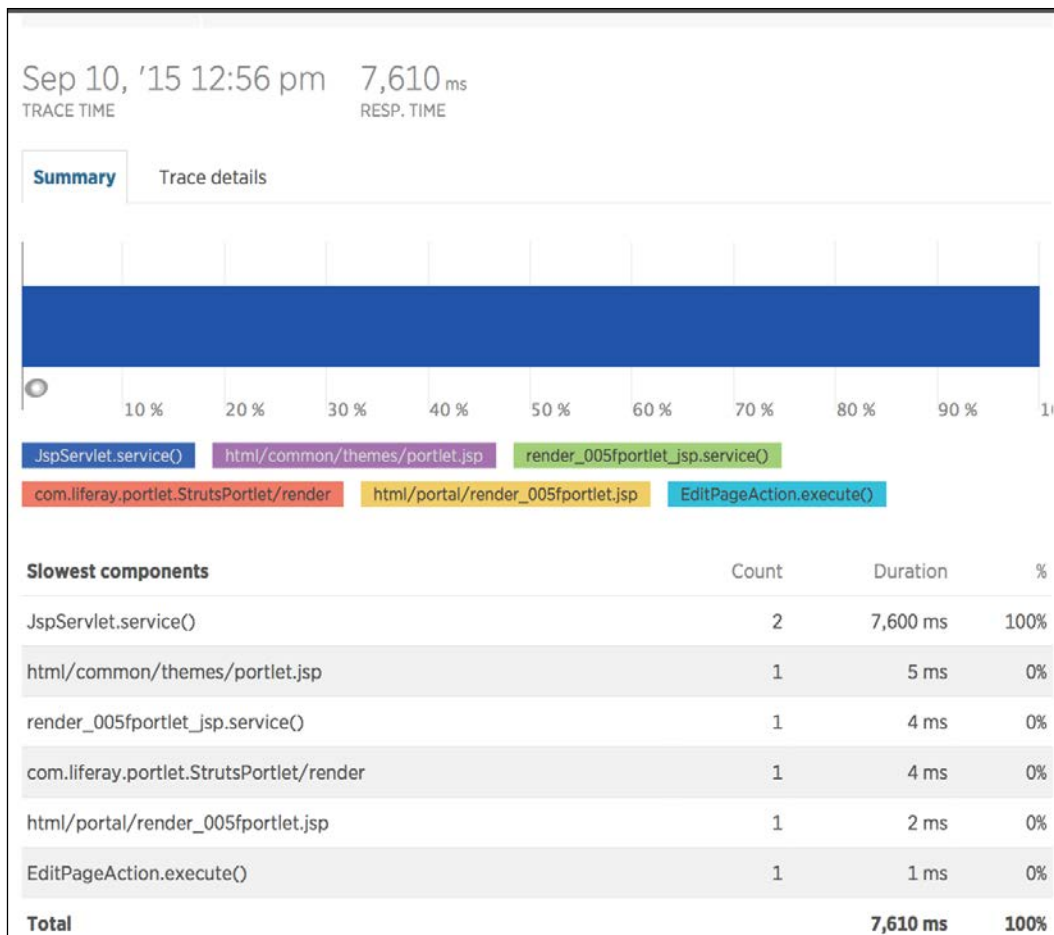 Sep 10, '15 12:56 pm 7,610 ms
TRACE TIME RESP. TIME
Summary Trace details
10 % 20 % 30 % 40 % 50 % 60 % 70 % 80 % 90 %
JspServlet.service() html/common/themes/portlet.jsp render_005fportlet_jsp.service()
com.liferay.portlet.StrutsPortlet/render html/portal/render_005fportlet.jsp EditPageAction.execute()
Slowest components Count Duration %
JspServlet.service() 2 7,600 ms 100%
html/common/themes/portlet.jsp 1 5 ms 0%
render_005fportlet_jsp.service() 1 4 ms 0%
com.liferay.portlet.StrutsPortlet/render 1 4 ms 0%
html/portal/render_005fportlet.jsp 1 2 ms 0%
EditPageAction.execute() 1 1 ms 0%
Total 7,610 ms 100%